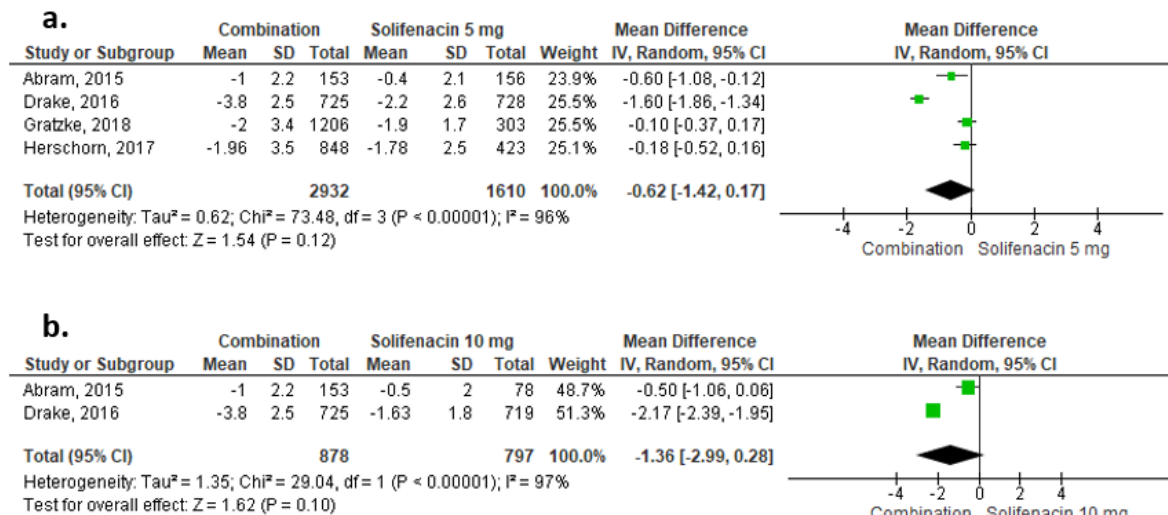 a.
Combination Solifenacin 5 mg Mean Difference Mean Difference
Study or Subgroup Mean SD Total Mean SD Total Weight IV, Random, 95% CI IV, Random, 95% CI
Abram, 2015 -1 2.2 153 -0.4 2.1 156 23.9% -0.60 [-1.08, -0.12]
Drake, 2016 -3.8 2.5 725 -2.2 2.6 728 25.5% -1.60 [-1.86, -1.34]
Gratzke, 2018 -2 3.4 1206 -1.9 1.7 303 25.5% -0.10 [-0.37, 0.17]
Herschorn, 2017 -1.96 3.5 848 -1.78 2.5 423 25.1% -0.18 [-0.52, 0.16]
Total (95% CI) 2932 1610 100.0% -0.62 [-1.42, 0.17]
Heterogeneity: Tau² = 0.62; Chi² = 73.48, df = 3 (P < 0.00001); I² = 96%
Test for overall effect: Z = 1.54 (P = 0.12)
-4 -2 0 2 4
Combination Solifenacin 5 mg
b.
Combination Solifenacin 10 mg Mean Difference Mean Difference
Study or Subgroup Mean SD Total Mean SD Total Weight IV, Random, 95% CI IV, Random, 95% CI
Abram, 2015 -1 2.2 153 -0.5 2 78 48.7% -0.50 [-1.06, 0.06]
Drake, 2016 -3.8 2.5 725 -1.63 1.8 719 51.3% -2.17 [-2.39, -1.95]
Total (95% CI) 878 797 100.0% -1.36 [-2.99, 0.28]
Heterogeneity: Tau² = 1.35; Chi² = 29.04, df = 1 (P < 0.00001); I² = 97%
Test for overall effect: Z = 1.62 (P = 0.10)
-4 -2 0 2 4
Combination Solifenacin 10 mg